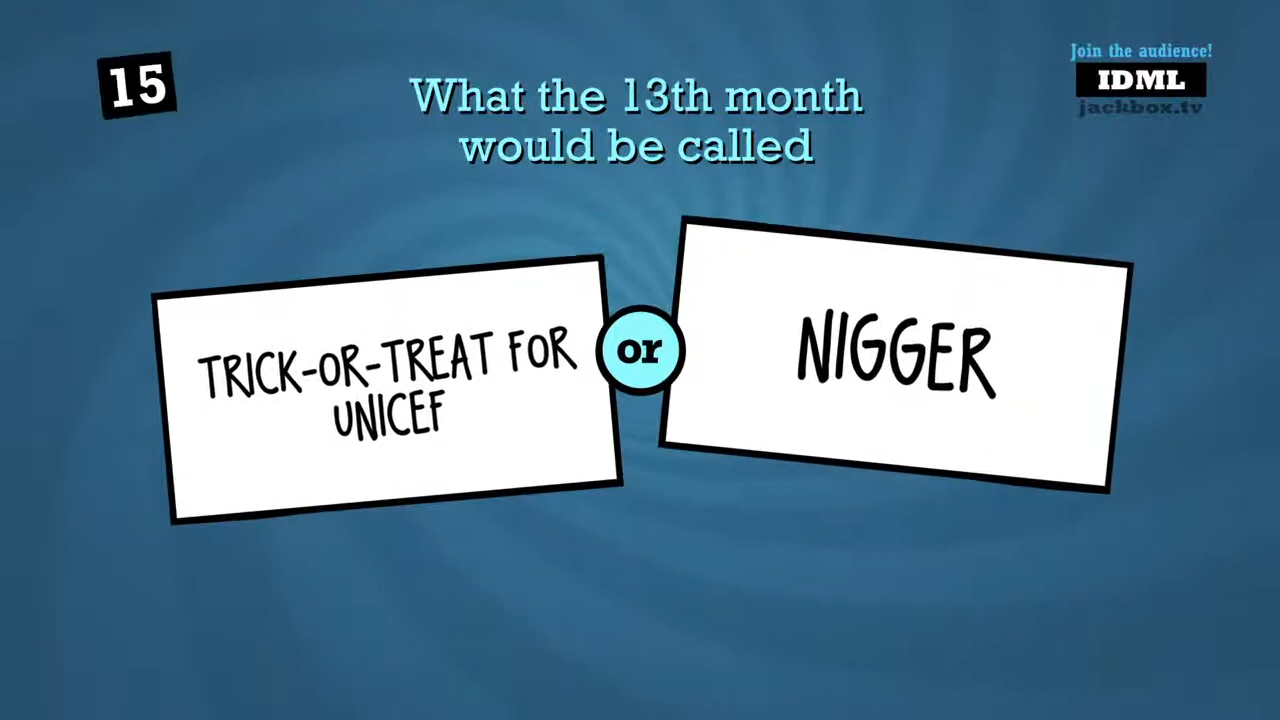 15
Join the audience!
IDML
jackbox.tv
What the 13th month
would be called
TRICK-OR-TREAT FOR
UNICEF
or
NIGGER